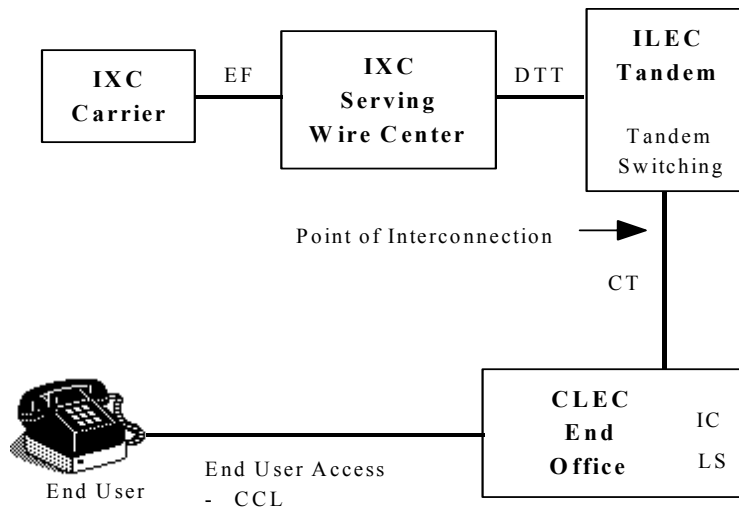 IXC
Carrier
EF
IXC
Serving
Wire Center
DTT
ILEC
Tandem
Tandem
Switching
Point of Interconnection
CT
CLEC
End
Office
IC
LS
End User
End User Access
- CCL